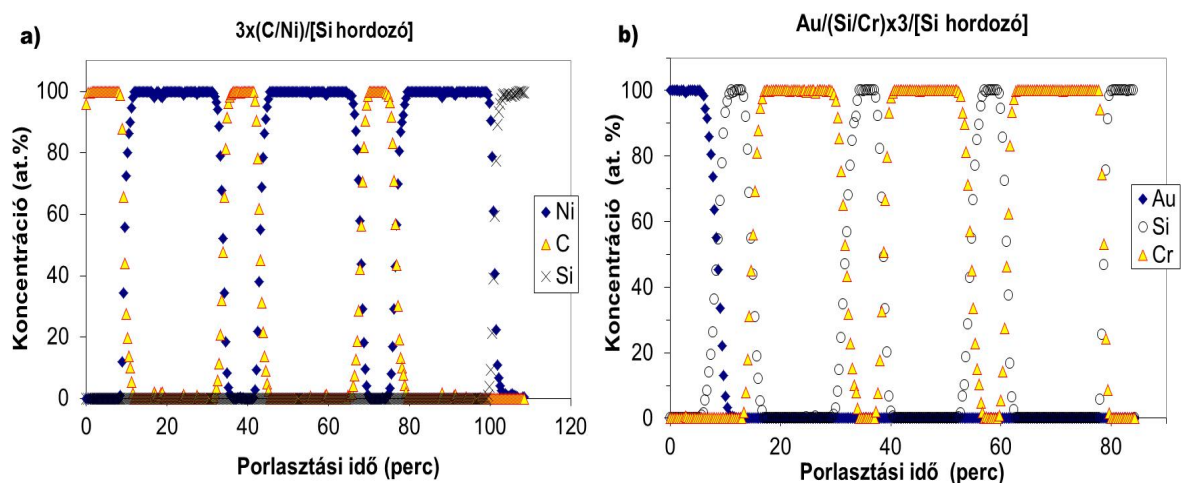 a)
3x(C/Ni)/[Si hordozó]
Koncentráció (at.%)
100
80
60
40
20
0
0 20 40 60 80 100 120
Porlasztási idő (perc)
Ni
C
Si
b)
Au/(Si/Cr)x3/[Si hordozó]
Koncentráció (at. %)
100
80
60
40
20
0
0 20 40 60 80
Porlasztási idő (perc)
Au
Si
Cr